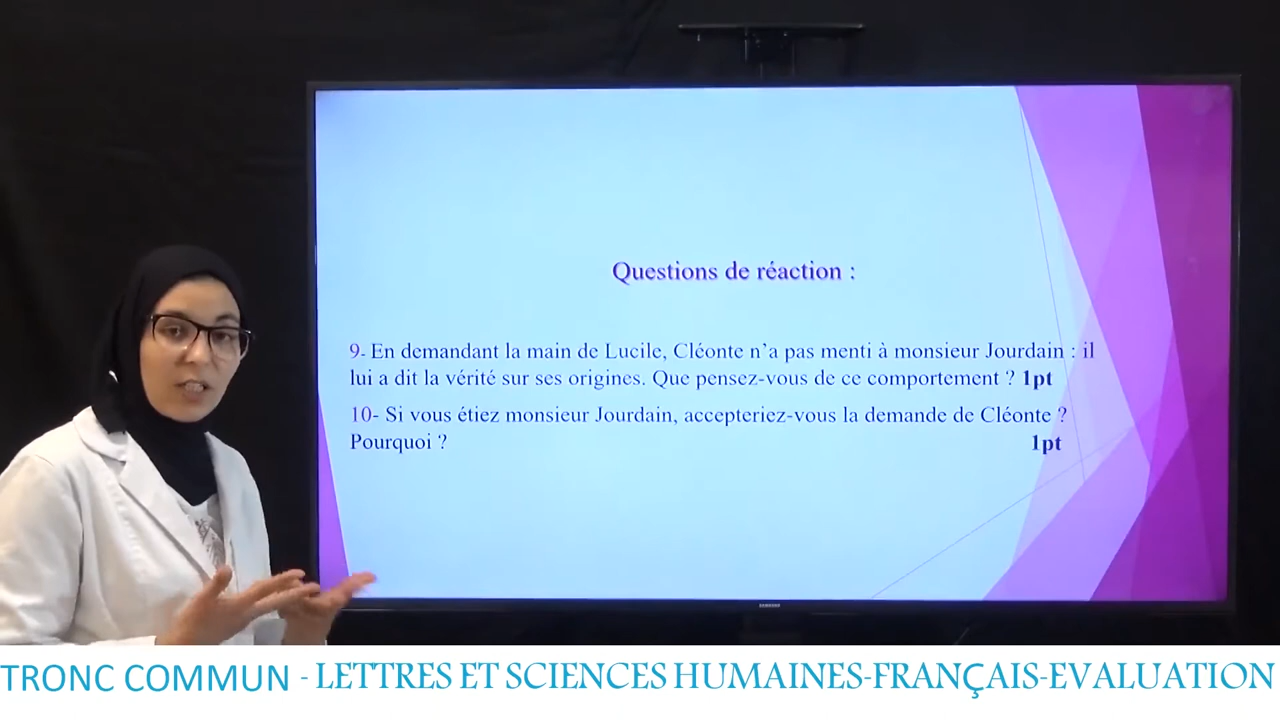 Questions de réaction :
9- En demandant la main de Lucile, Cléonte n'a pas menti à monsieur Jourdain : il
lui a dit la vérité sur ses origines. Que pensez-vous de ce comportement ? 1pt
10- Si vous étiez monsieur Jourdain, accepteriez-vous la demande de Cléonte ?
Pourquoi ? 1pt
SAMSUNG
TRONC COMMUN - LETTRES ET SCIENCES HUMAINES-FRANÇAIS-EVALUATION